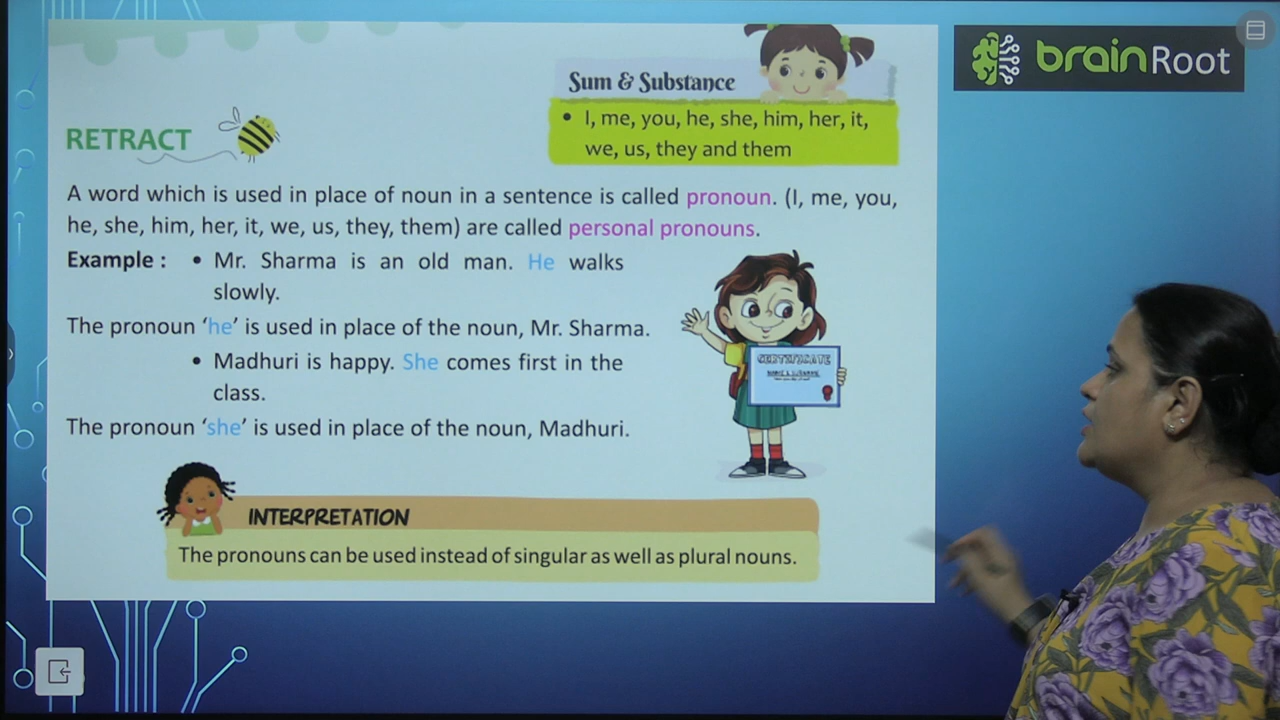 brainRoot
Sum & Substance
• I, me, you, he, she, him, her, it,
we, us, they and them
RETRACT
A word which is used in place of noun in a sentence is called pronoun. (I, me, you,
he, she, him, her, it, we, us, they, them) are called personal pronouns.
Example : • Mr. Sharma is an old man. He walks
slowly.
The pronoun ‘he’ is used in place of the noun, Mr. Sharma.
• Madhuri is happy. She comes first in the
class.
The pronoun ‘she’ is used in place of the noun, Madhuri.
CERTIFICATE
INTERPRETATION
The pronouns can be used instead of singular as well as plural nouns.